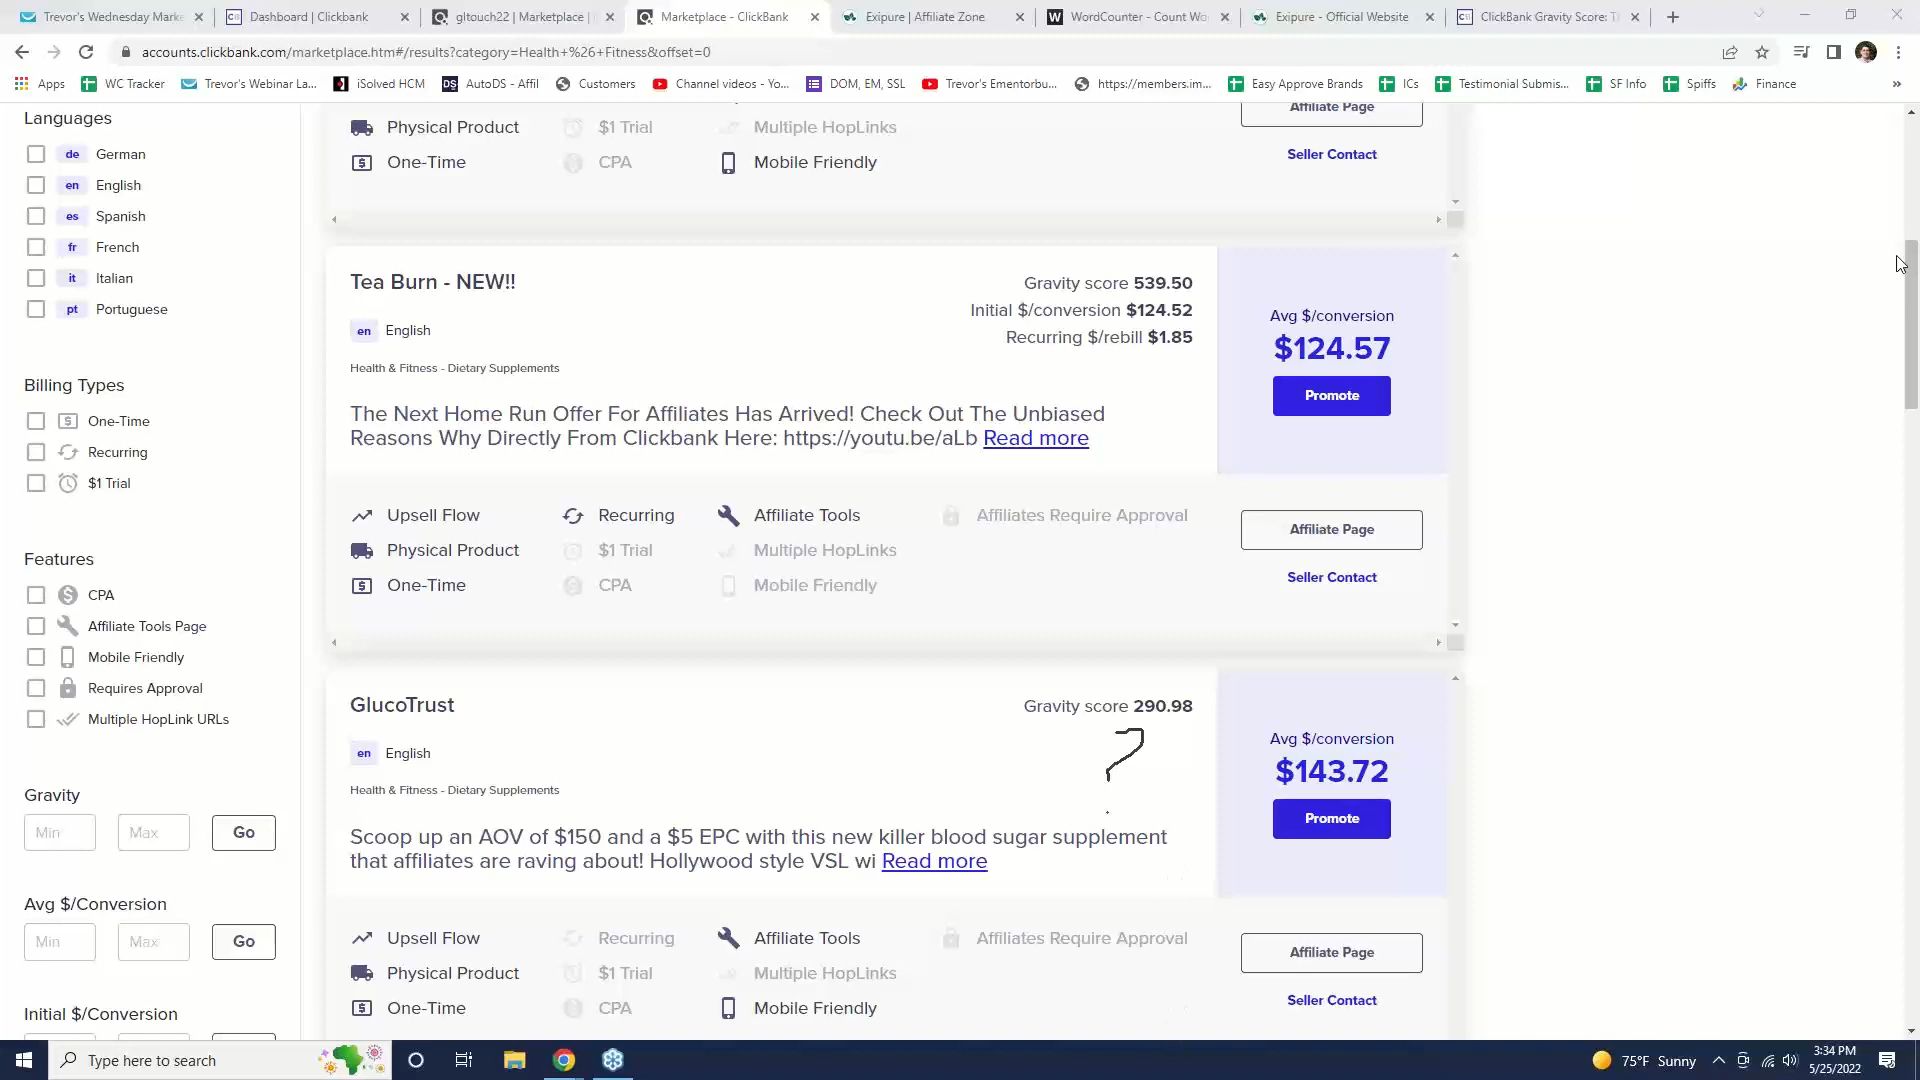 Trevor's Wednesday Marke
Dashboard | Clickbank
gltouch22 | Marketplace |
Marketplace - ClickBank
Exipure | Affiliate Zone
WordCounter - Count Wo
Exipure - Official Website
ClickBank Gravity Score: T
accounts.clickbank.com/marketplace.htm#/results?category=Health+%26+Fitness&offset=0
Apps
WC Tracker
Trevor's Webinar La...
iSolved HCM
AutoDS - Affil
Customers
Channel videos - Yo...
DOM, EM, SSL
Trevor's Ementorbu...
https://members.im...
Easy Approve Brands
ICs
Testimonial Submis...
SF Info
Spiffs
Finance
»
Languages
de German
en English
es Spanish
fr French
it Italian
pt Portuguese
Billing Types
One-Time
Recurring
$1 Trial
Features
CPA
Affiliate Tools Page
Mobile Friendly
Requires Approval
Multiple HopLink URLs
Gravity
Min Max Go
Avg $/Conversion
Min Max Go
Initial $/Conversion
Physical Product $1 Trial Multiple HopLinks
One-Time CPA Mobile Friendly
Affiliate Page
Seller Contact
Tea Burn - NEW!!
en English
Health & Fitness - Dietary Supplements
Gravity score 539.50
Initial $/conversion $124.52
Recurring $/rebill $1.85
The Next Home Run Offer For Affiliates Has Arrived! Check Out The Unbiased
Reasons Why Directly From Clickbank Here: https://youtu.be/aLb Read more
Avg $/conversion
$124.57
Promote
Upsell Flow Recurring Affiliate Tools Affiliates Require Approval
Physical Product $1 Trial Multiple HopLinks
One-Time CPA Mobile Friendly
Affiliate Page
Seller Contact
GlucoTrust
en English
Health & Fitness - Dietary Supplements
Gravity score 290.98
?
Scoop up an AOV of $150 and a $5 EPC with this new killer blood sugar supplement
that affiliates are raving about! Hollywood style VSL wi Read more
Avg $/conversion
$143.72
Promote
Upsell Flow Recurring Affiliate Tools Affiliates Require Approval
Physical Product $1 Trial Multiple HopLinks
One-Time CPA Mobile Friendly
Affiliate Page
Seller Contact
Type here to search
75°F Sunny
3:34 PM
5/25/2022